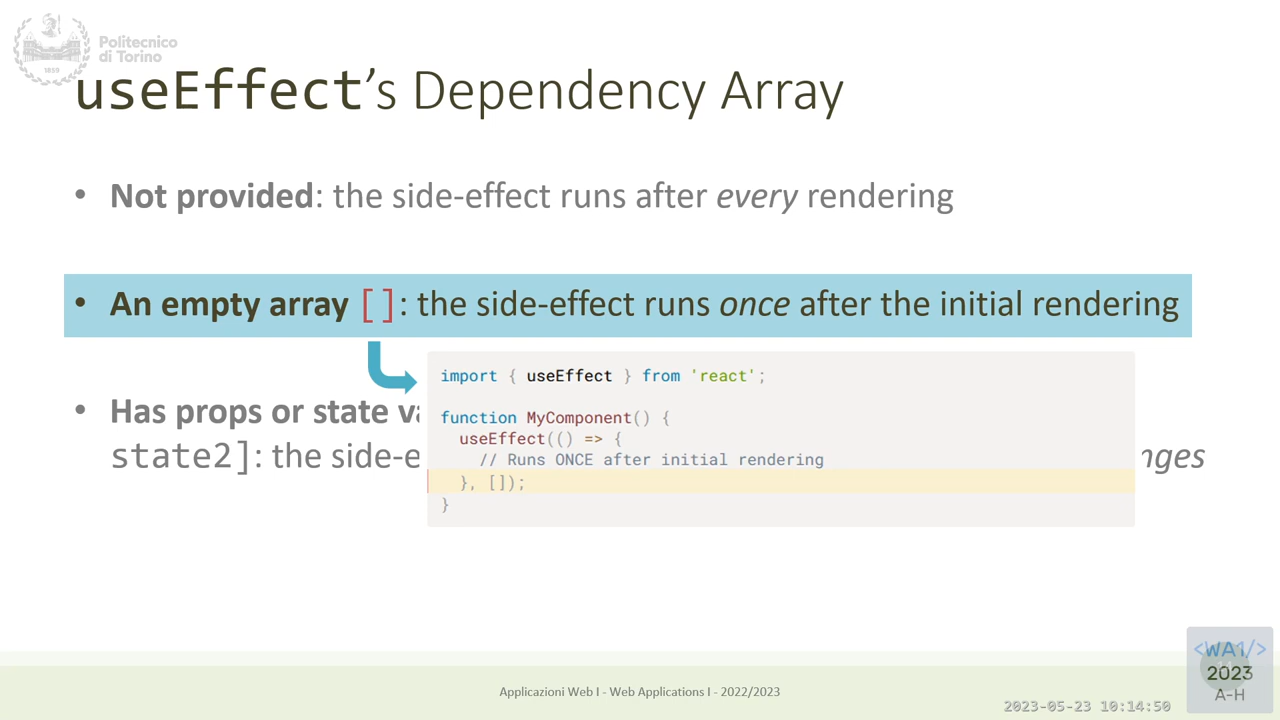 Politecnico
di Torino
1859
useEffect’s Dependency Array
• Not provided: the side-effect runs after every rendering
• An empty array []: the side-effect runs once after the initial rendering
import { useEffect } from 'react';
• Has props or state va
function MyComponent() {
useEffect(() => {
state2]: the side-e
// Runs ONCE after initial rendering
nges
}, []);
}
<WA1/>
2023
A-H
Applicazioni Web I - Web Applications I - 2022/2023
2023-05-23 10:14:50